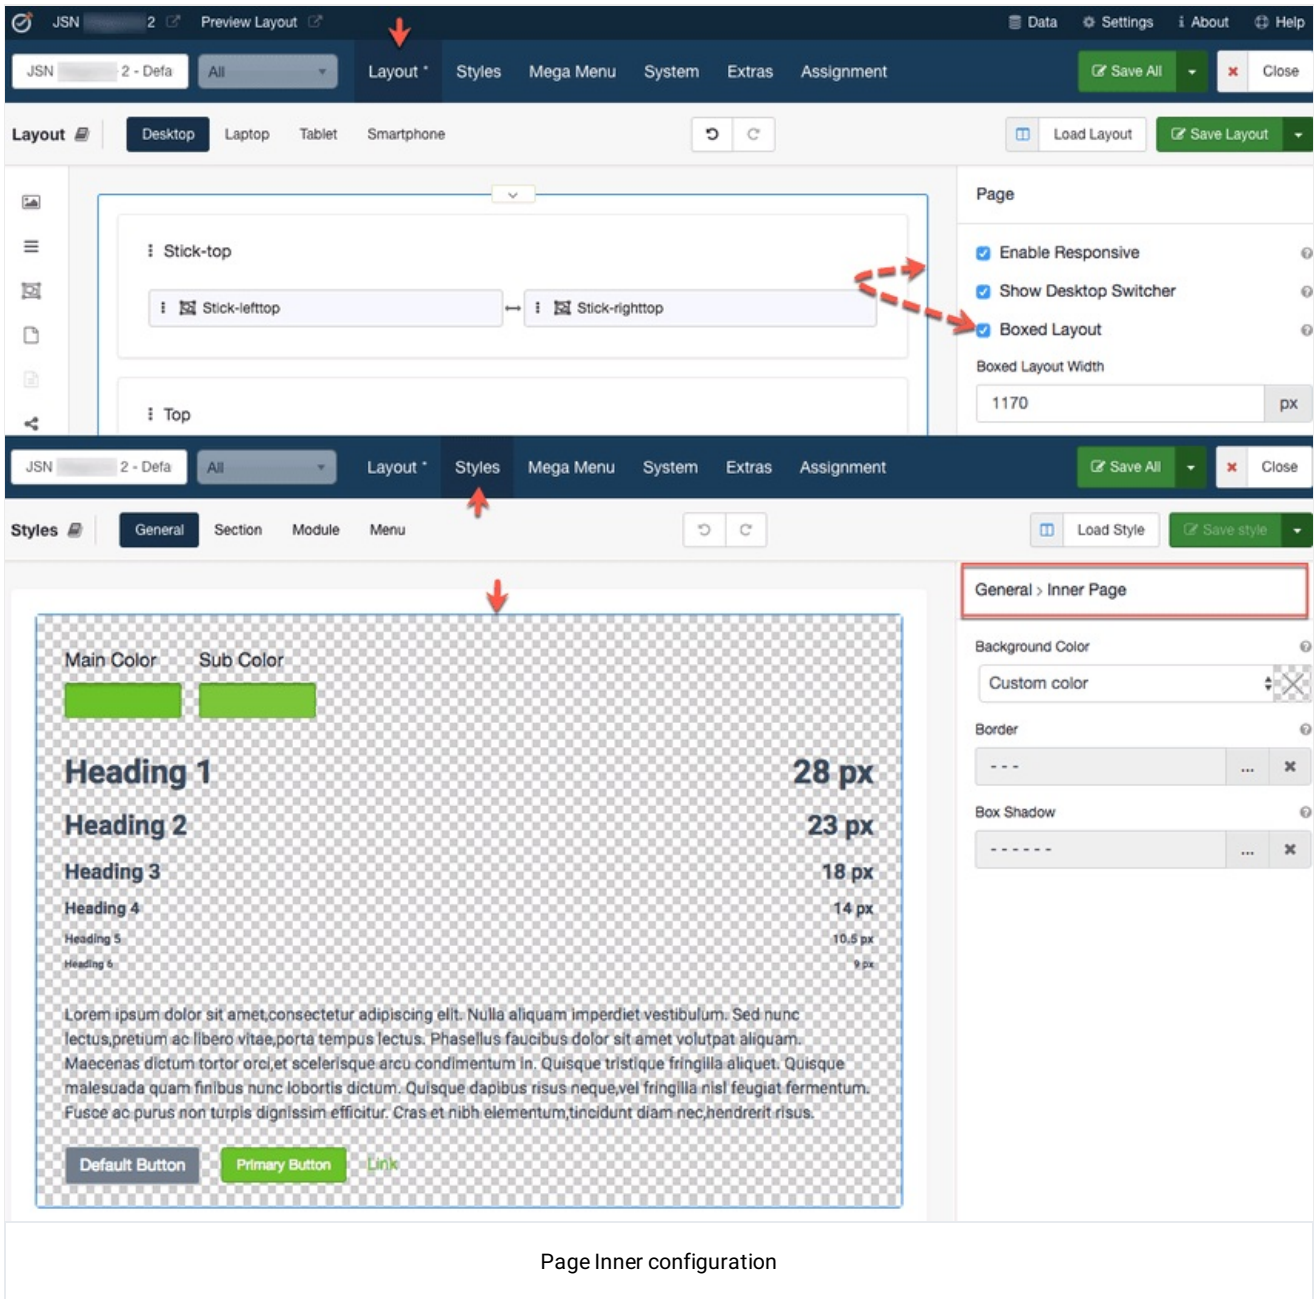 JSN 2 Preview Layout Data Settings About Help
JSN 2 - Defa All Layout * Styles Mega Menu System Extras Assignment Save All Close
Layout Desktop Laptop Tablet Smartphone Load Layout Save Layout
Page
Stick-top Enable Responsive
Show Desktop Switcher
Stick-lefttop Stick-righttop
Boxed Layout
Boxed Layout Width
1170 px
Top
JSN 2 - Defa All Layout * Styles Mega Menu System Extras Assignment Save All Close
Styles General Section Module Menu Load Style Save style
General > Inner Page
Main Color Sub Color
Background Color
Custom color
Border
- - - ...
Heading 1 28 px
Heading 2 23 px
Box Shadow
- - - - - - ...
Heading 3 18 px
Heading 4 14 px
Heading 5 10.5 px
Heading 6 9 px
Lorem ipsum dolor sit amet,consectetur adipiscing elit. Nulla aliquam imperdiet vestibulum. Sed nunc
lectus,pretium ac libero vitae,porta tempus lectus. Phasellus faucibus dolor sit amet volutpat aliquam.
Maecenas dictum tortor orci,et scelerisque arcu condimentum in. Quisque tristique fringilla aliquet. Quisque
malesuada quam finibus nunc lobortis dictum. Quisque dapibus risus neque,vel fringilla nisl feugiat fermentum.
Fusce ac purus non turpis dignissim efficitur. Cras et nibh elementum,tincidunt diam nec,hendrerit risus.
Default Button Primary Button Link
Page Inner configuration